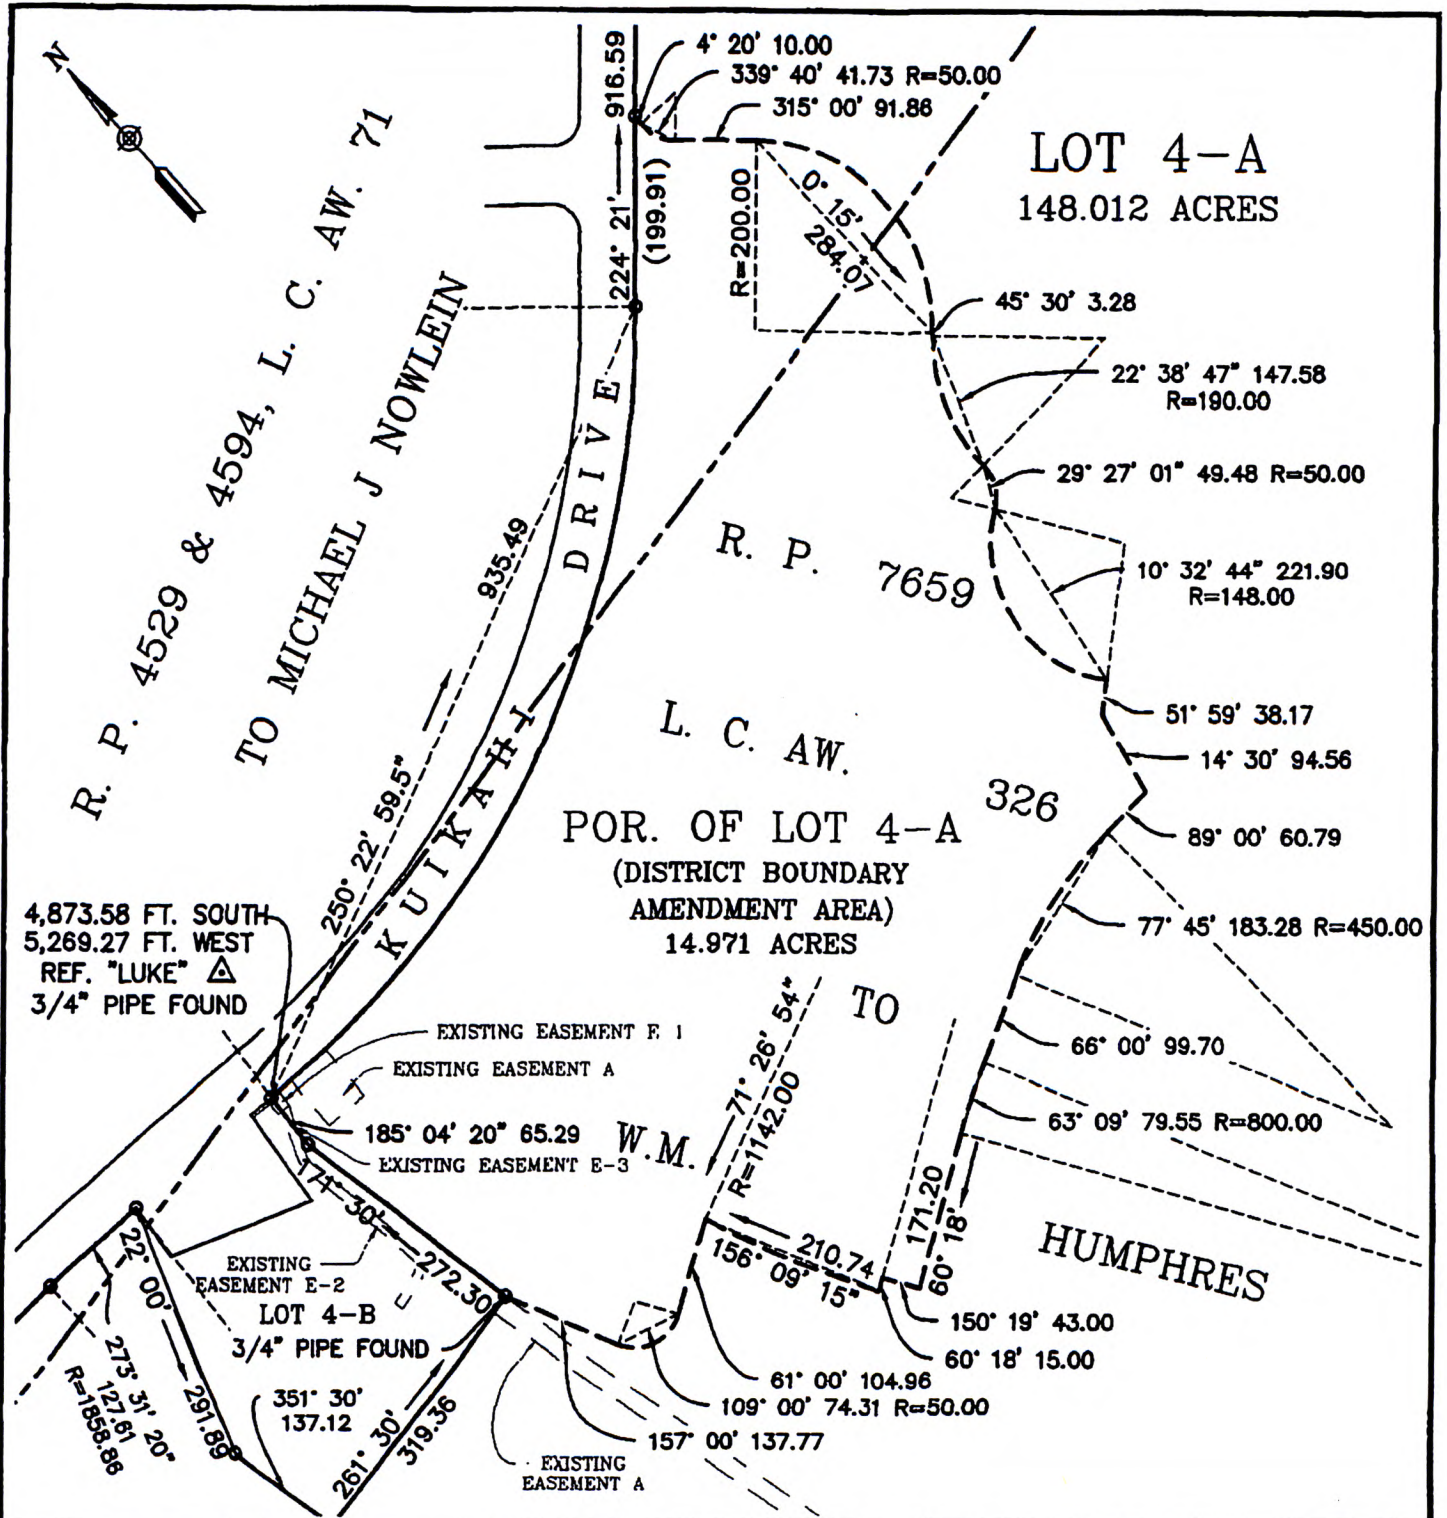 N
916.59
4° 20' 10.00
339° 40' 41.73 R=50.00
315° 00' 91.86
LOT 4-A
148.012 ACRES
224° 21'
(199.91)
R=200.00
0° 15'
284.07
45° 30' 3.28
22° 38' 47" 147.58
R=190.00
29° 27' 01" 49.48 R=50.00
10° 32' 44" 221.90
R=148.00
51° 59' 38.17
14° 30' 94.56
89° 00' 60.79
77° 45' 183.28 R=450.00
66° 00' 99.70
63° 09' 79.55 R=800.00
R. P. 4529 & 4594, L. C. AW. 71
TO MICHAEL J NOWLEIN
KUIKAHI DRIVE
250° 22' 59.5"
935.49
R. P. 7659
L. C. AW. 326
POR. OF LOT 4-A
(DISTRICT BOUNDARY
AMENDMENT AREA)
14.971 ACRES
TO
W.M.
HUMPHRES
4,873.58 FT. SOUTH
5,269.27 FT. WEST
REF. "LUKE"
3/4" PIPE FOUND
EXISTING EASEMENT E 1
EXISTING EASEMENT A
185° 04' 20" 65.29
EXISTING EASEMENT E-3
171° 30'
272.30
71° 26' 54"
R=1142.00
210.74
156° 09' 15"
171.20
60° 18'
150° 19' 43.00
60° 18' 15.00
61° 00' 104.96
109° 00' 74.31 R=50.00
157° 00' 137.77
EXISTING
EASEMENT E-2
LOT 4-B
3/4" PIPE FOUND
22° 00'
291.89
273° 31' 20"
127.61
R=1858.86
351° 30'
137.12
261° 30'
319.36
EXISTING
EASEMENT A